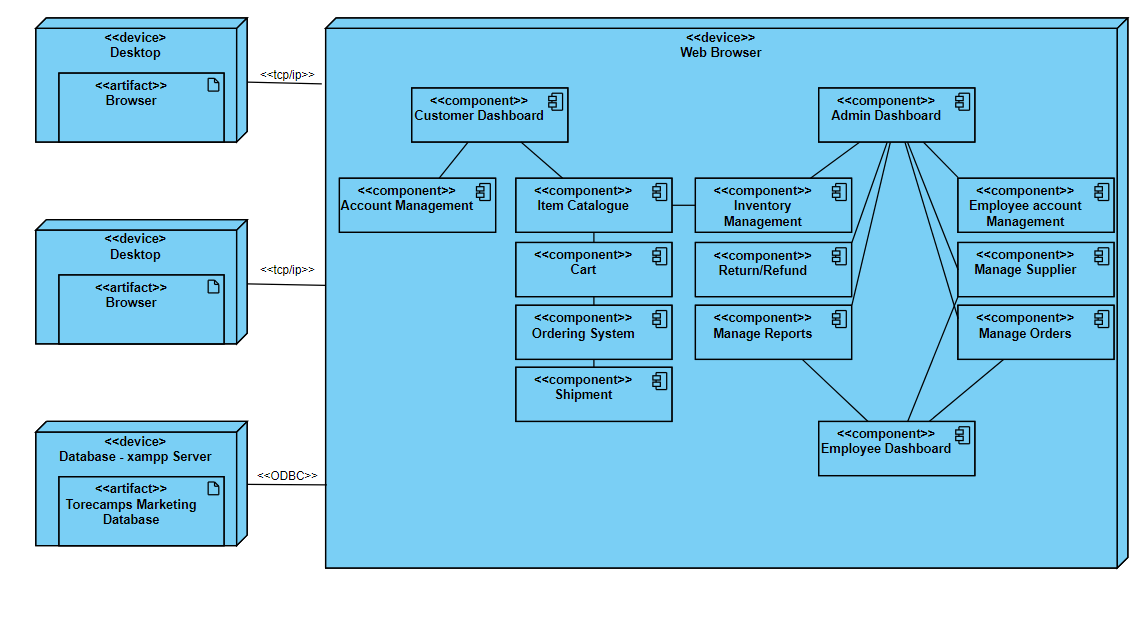 <<device>
Desktop
<<artifact>>
Browser
<<tcp/ip>>
<<device>
Desktop
<<artifact>>
Browser
<<tcp/ip>>
<<device>
Database - xampp Server
<<artifact>>
Torecamps Marketing
Database
<<ODBC>>
<<device>>
Web Browser
<<component>>
Customer Dashboard
<<component>>
Admin Dashboard
<<component>>
Account Management
<<component>>
Item Catalogue
<<component>>
Inventory
Management
<<component>>
Employee account
Management
<<component>>
Cart
<<component>>
Return/Refund
<<component>>
Manage Supplier
<<component>>
Ordering System
<<component>>
Manage Reports
<<component>>
Manage Orders
<<component>>
Shipment
<<component>>
Employee Dashboard